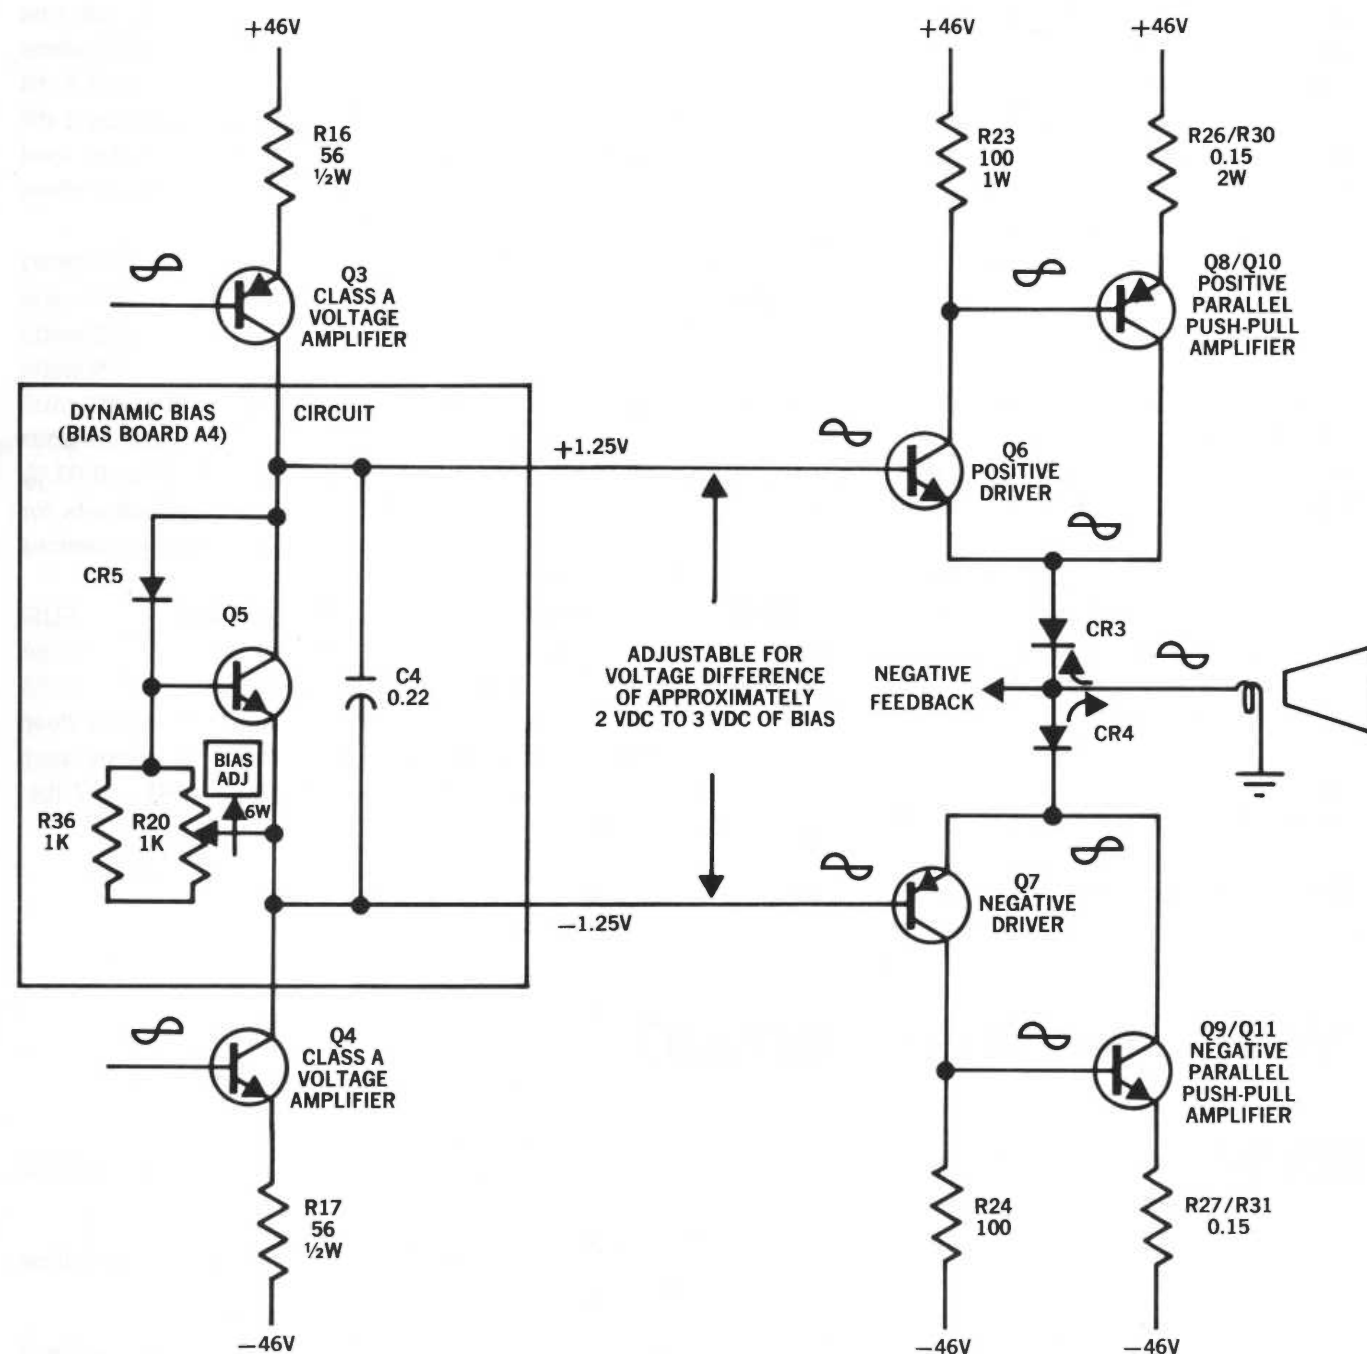 +46V
+46V
+46V
R16
56
½W
R23
100
1W
R26/R30
0.15
2W
Q3
CLASS A
VOLTAGE
AMPLIFIER
Q8/Q10
POSITIVE
PARALLEL
PUSH-PULL
AMPLIFIER
DYNAMIC BIAS CIRCUIT
(BIAS BOARD A4)
+1.25V
Q6
POSITIVE
DRIVER
CR5
Q5
C4
0.22
ADJUSTABLE FOR
VOLTAGE DIFFERENCE
OF APPROXIMATELY
2 VDC TO 3 VDC OF BIAS
CR3
NEGATIVE
FEEDBACK
CR4
BIAS
ADJ
6W
R36
1K
R20
1K
−1.25V
Q7
NEGATIVE
DRIVER
Q4
CLASS A
VOLTAGE
AMPLIFIER
Q9/Q11
NEGATiVE
PARALLEL
PUSH-PULL
AMPLIFIER
R17
56
½W
R24
100
R27/R31
0.15
−46V
−46V
−46V